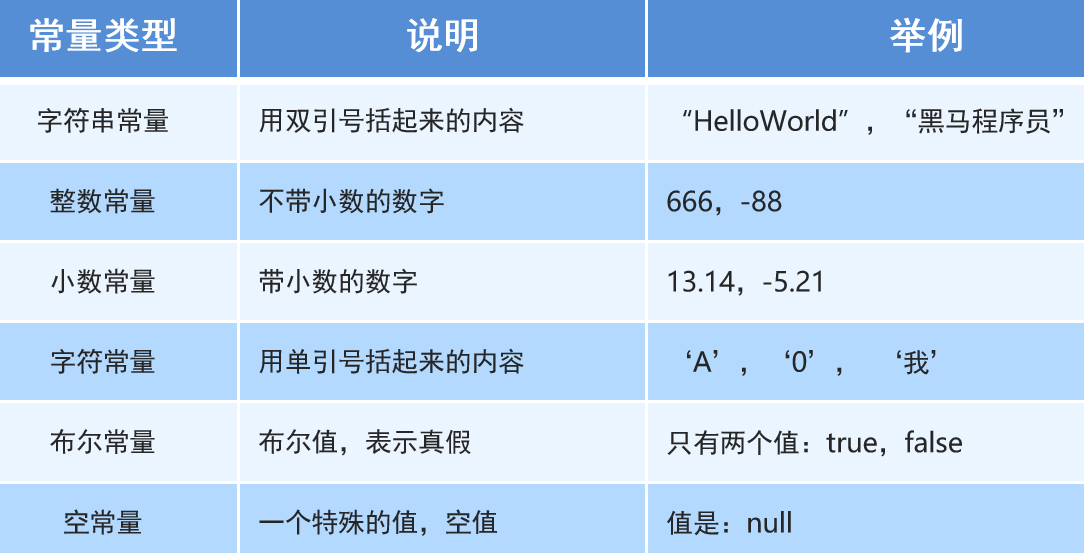 常量类型 说明 举例
字符串常量 用双引号括起来的内容 “HelloWorld”， “黑马程序员”
整数常量 不带小数的数字 666，-88
小数常量 带小数的数字 13.14，-5.21
字符常量 用单引号括起来的内容 ‘A’， ‘0’， ‘我’
布尔常量 布尔值，表示真假 只有两个值：true，false
空常量 一个特殊的值，空值 值是：null